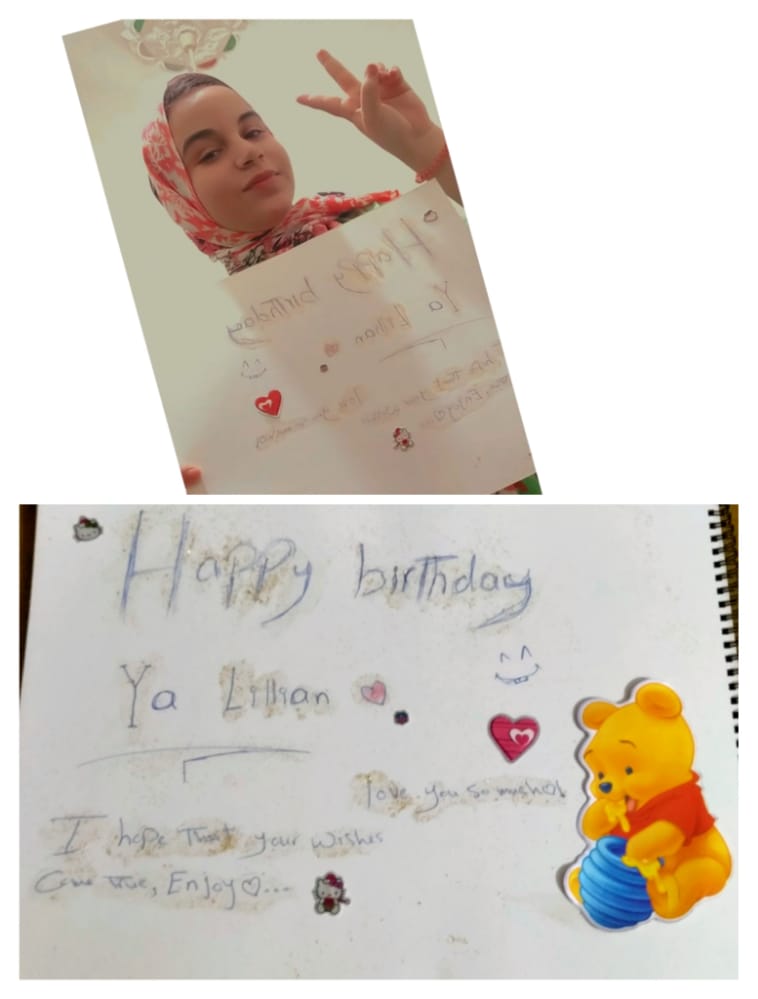 Happy birthday
Ya Lillian
Happy birthday
Ya Lillian
love you so mush
I hope That your wishes
Come true, Enjoy♡...